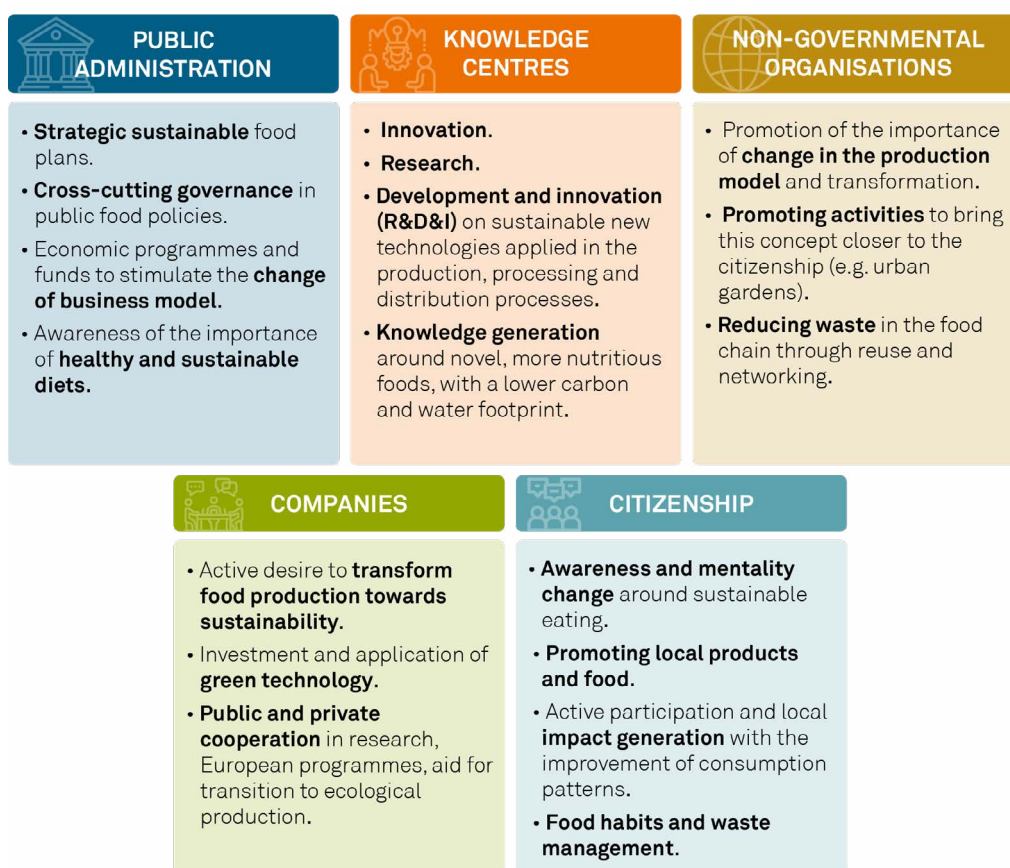 PUBLIC
ADMINISTRATION
• Strategic sustainable food
plans.
• Cross-cutting governance in
public food policies.
• Economic programmes and
funds to stimulate the change
of business model.
• Awareness of the importance
of healthy and sustainable
diets.
KNOWLEDGE
CENTRES
• Innovation.
• Research.
• Development and innovation
(R&D&I) on sustainable new
technologies applied in the
production, processing and
distribution processes.
• Knowledge generation
around novel, more nutritious
foods, with a lower carbon
and water footprint.
NON-GOVERNMENTAL
ORGANISATIONS
• Promotion of the importance
of change in the production
model and transformation.
• Promoting activities to bring
this concept closer to the
citizenship (e.g. urban
gardens).
• Reducing waste in the food
chain through reuse and
networking.
COMPANIES
• Active desire to transform
food production towards
sustainability.
• Investment and application of
green technology.
• Public and private
cooperation in research,
European programmes, aid for
transition to ecological
production.
CITIZENSHIP
• Awareness and mentality
change around sustainable
eating.
• Promoting local products
and food.
• Active participation and local
impact generation with the
improvement of consumption
patterns.
• Food habits and waste
management.